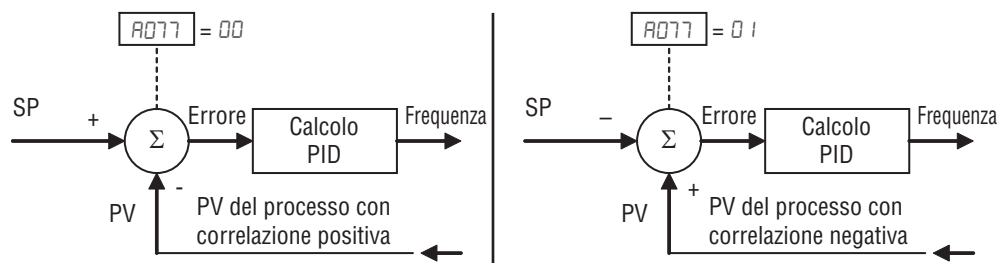 A077 = 00
SP
+
Σ
Errore
Calcolo
PID
Frequenza
-
PV
PV del processo con
correlazione positiva
A077 = 01
SP
–
Σ
Errore
Calcolo
PID
Frequenza
+
PV
PV del processo con
correlazione negativa